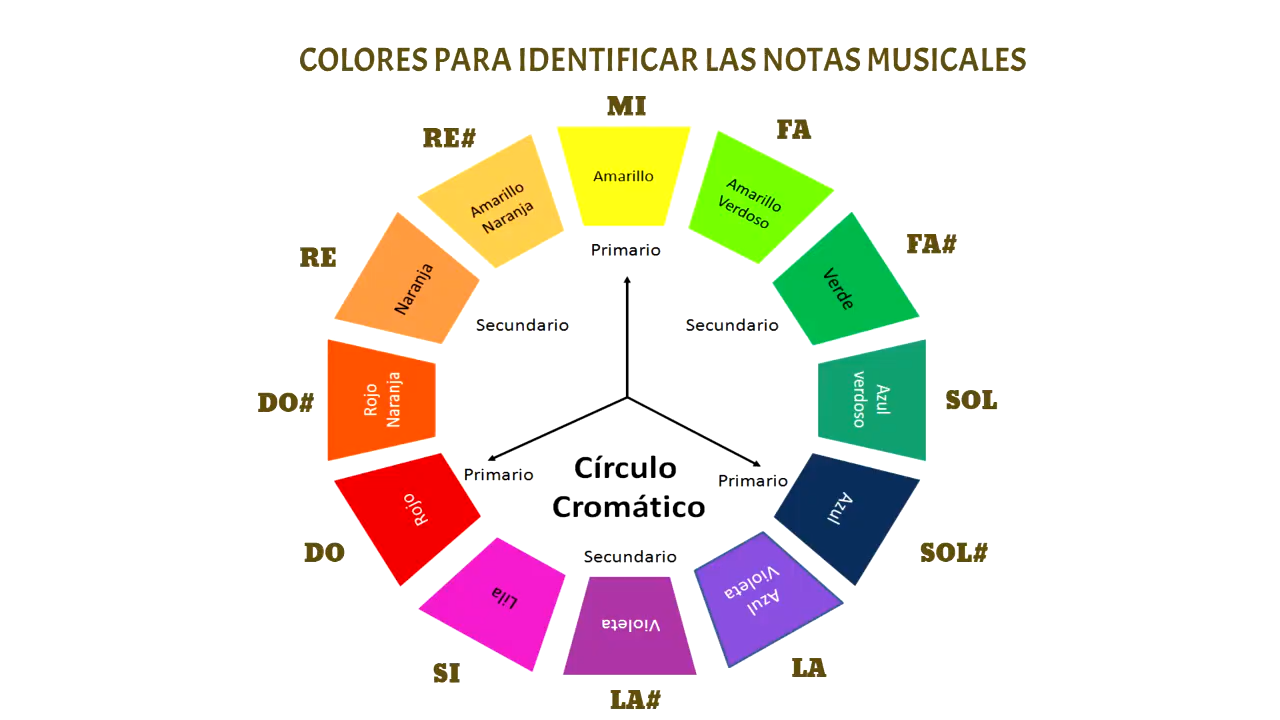 COLORES PARA IDENTIFICAR LAS NOTAS MUSICALES
MI
FA
RE#
Amarillo
Amarillo
Verdoso
Amarillo
Naranja
FA#
RE
Primario
Naranja
Verde
Secundario
Secundario
DO#
Rojo
Naranja
Azul
verdoso
SOL
Primario
Círculo
Cromático
Primario
Rojo
Azul
DO
SOL#
Secundario
Lila
Violeta
Azul
Violeta
SI
LA
LA#